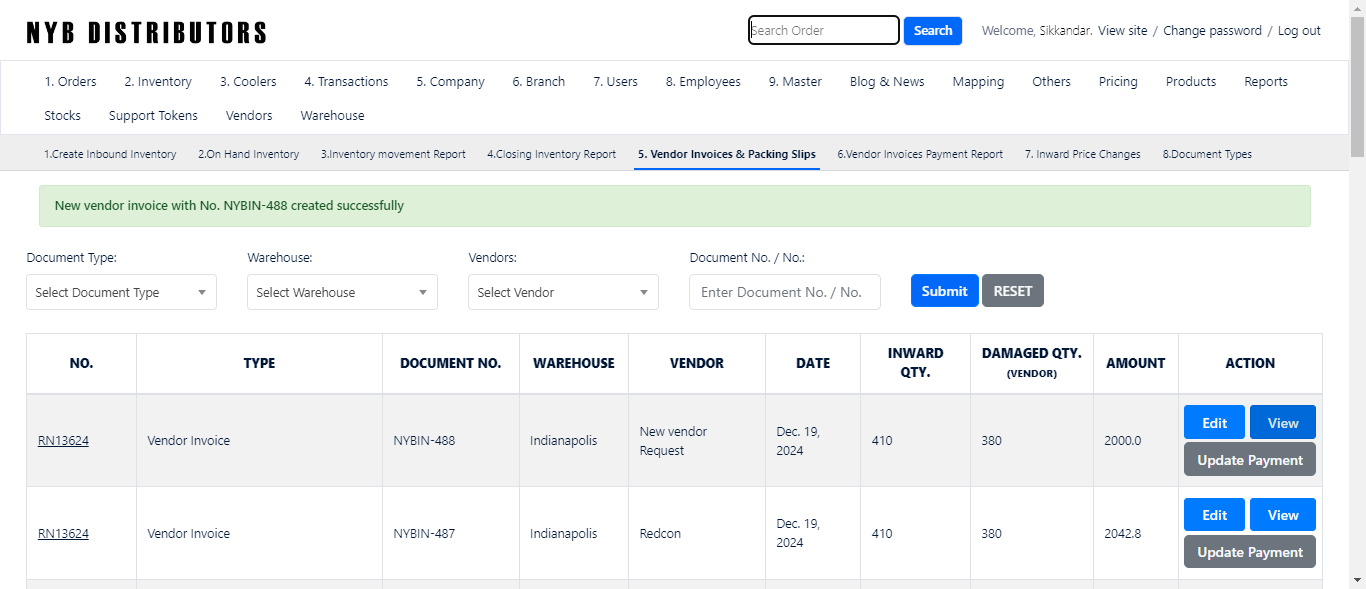 NYB DISTRIBUTORS
Search Order
Search
Welcome, Sikkandar. View site / Change password / Log out
1. Orders 2. Inventory 3. Coolers 4. Transactions 5. Company 6. Branch 7. Users 8. Employees 9. Master Blog & News Mapping Others Pricing Products Reports
Stocks Support Tokens Vendors Warehouse
1.Create Inbound Inventory 2.On Hand Inventory 3.Inventory movement Report 4.Closing Inventory Report 5. Vendor Invoices & Packing Slips 6.Vendor Invoices Payment Report 7. Inward Price Changes 8.Document Types
New vendor invoice with No. NYBIN-488 created successfully
Document Type: Warehouse: Vendors: Document No. / No.:
Select Document Type Select Warehouse Select Vendor Enter Document No. / No. Submit RESET
NO. TYPE DOCUMENT NO. WAREHOUSE VENDOR DATE INWARD QTY. DAMAGED QTY. (VENDOR) AMOUNT ACTION
RN13624 Vendor Invoice NYBIN-488 Indianapolis New vendor Request Dec. 19, 2024 410 380 2000.0 Edit View
Update Payment
RN13624 Vendor Invoice NYBIN-487 Indianapolis Redcon Dec. 19, 2024 410 380 2042.8 Edit View
Update Payment